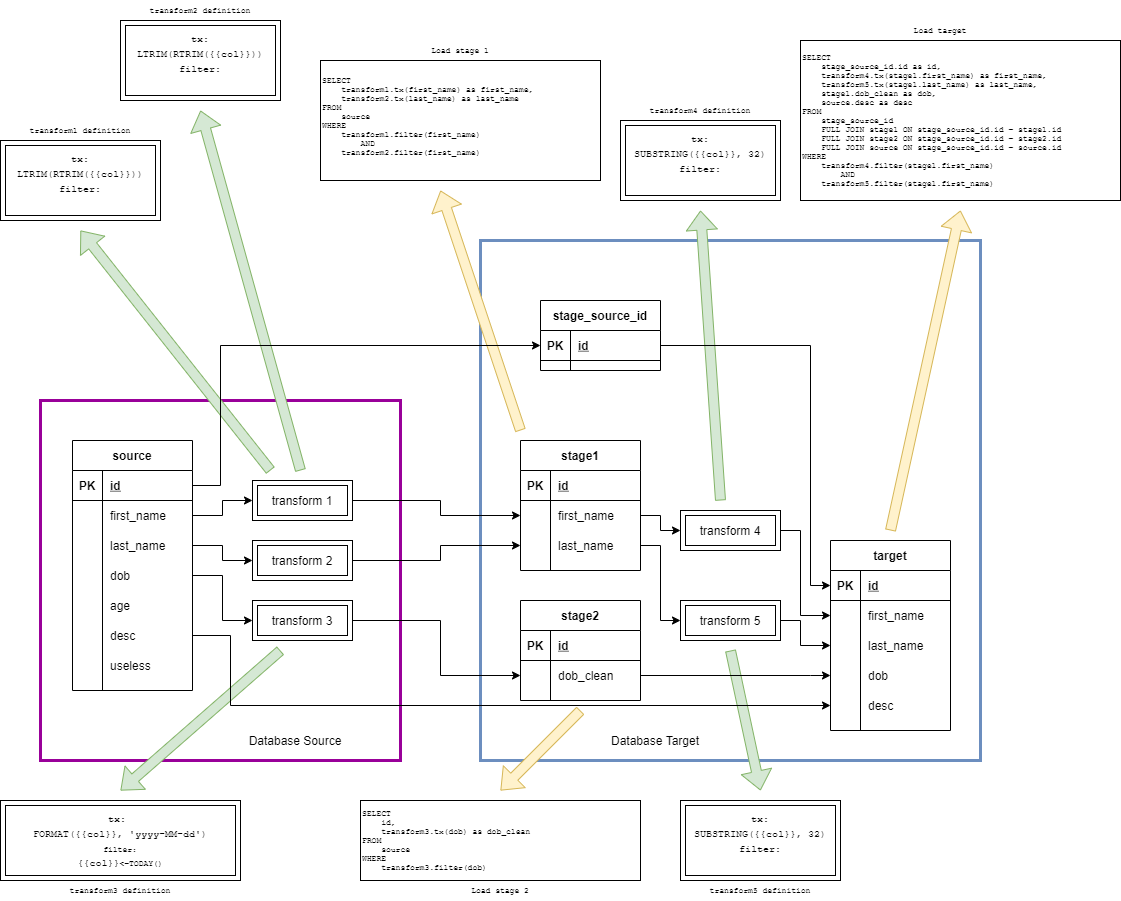 transform2 definition
tx:
LTRIM(RTRIM({{col}}))
filter:
transform1 definition
tx:
LTRIM(RTRIM({{col}}))
filter:
Load stage 1
SELECT
transform1.tx(first_name) as first_name,
transform2.tx(last_name) as last_name
FROM
source
WHERE
transform1.filter(first_name)
AND
transform2.filter(first_name)
transform4 definition
tx:
SUBSTRING({{col}}, 32)
filter:
Load target
SELECT
stage_source_id.id as id,
transform4.tx(stage1.first_name) as first_name,
transform5.tx(stage1.last_name) as last_name,
stage1.dob_clean as dob,
source.desc as desc
FROM
stage_source_id
FULL JOIN stage1 ON stage_source_id.id = stage1.id
FULL JOIN stage2 ON stage_source_id.id = stage2.id
FULL JOIN source ON stage_source_id.id = source.id
WHERE
transform4.filter(stage1.first_name)
AND
transform5.filter(stage1.first_name)
stage_source_id
PK id
source
PK id
first_name
last_name
dob
age
desc
useless
transform 1
transform 2
transform 3
Database Source
stage1
PK id
first_name
last_name
stage2
PK id
dob_clean
transform 4
transform 5
target
PK id
first_name
last_name
dob
desc
Database Target
tx:
FORMAT({{col}}, 'yyyy-MM-dd')
filter:
{{col}}<=TODAY()
transform3 definition
SELECT
id,
transform3.tx(dob) as dob_clean
FROM
source
WHERE
transform3.filter(dob)
Load stage 2
tx:
SUBSTRING({{col}}, 32)
filter:
transform5 definition